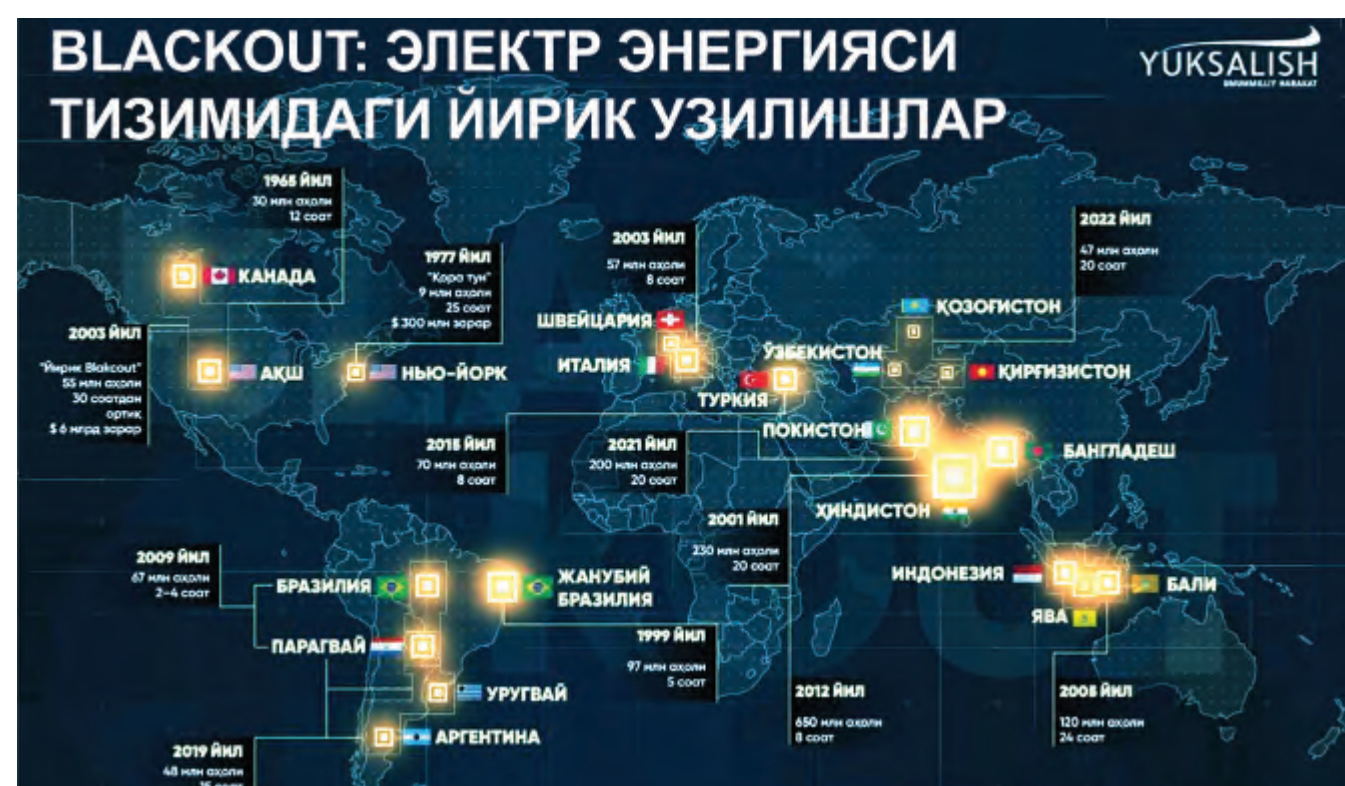 BLACKOUT: ЭЛЕКТР ЭНЕРГИЯСИ
ТИЗИМИДАГИ ЙИРИК УЗИЛИШЛАР
YUKSALISH
UMUMMILLIY HARAKAT
1965 ЙИЛ
30 млн аҳоли
12 соат
КАНАДА
1977 ЙИЛ
"Қора тун"
9 млн аҳоли
25 соат
$ 300 млн зарар
2003 ЙИЛ
57 млн аҳоли
8 соат
2022 ЙИЛ
47 млн аҳоли
20 соат
2003 ЙИЛ
"Йирик Blakcout"
55 млн аҳоли
30 соатдан
ортиқ
$ 6 млрд зарар
АҚШ
НЬЮ-ЙОРК
ШВЕЙЦАРИЯ
ИТАЛИЯ
ҚОЗОҒИСТОН
ЎЗБЕКИСТОН
ҚИРҒИЗИСТОН
ТУРКИЯ
2015 ЙИЛ
70 млн аҳоли
8 соат
2021 ЙИЛ
200 млн аҳоли
20 соат
ПОКИСТОН
БАНГЛАДЕШ
ҲИНДИСТОН
2001 ЙИЛ
230 млн аҳоли
20 соат
2009 ЙИЛ
67 млн аҳоли
2–4 соат
БРАЗИЛИЯ
ЖАНУБИЙ
БРАЗИЛИЯ
ИНДОНЕЗИЯ
БАЛИ
ЯВА
ПАРАГВАЙ
1999 ЙИЛ
97 млн аҳоли
5 соат
УРУГВАЙ
АРГЕНТИНА
2012 ЙИЛ
650 млн аҳоли
8 соат
2005 ЙИЛ
120 млн аҳоли
24 соат
2019 ЙИЛ
48 млн аҳоли